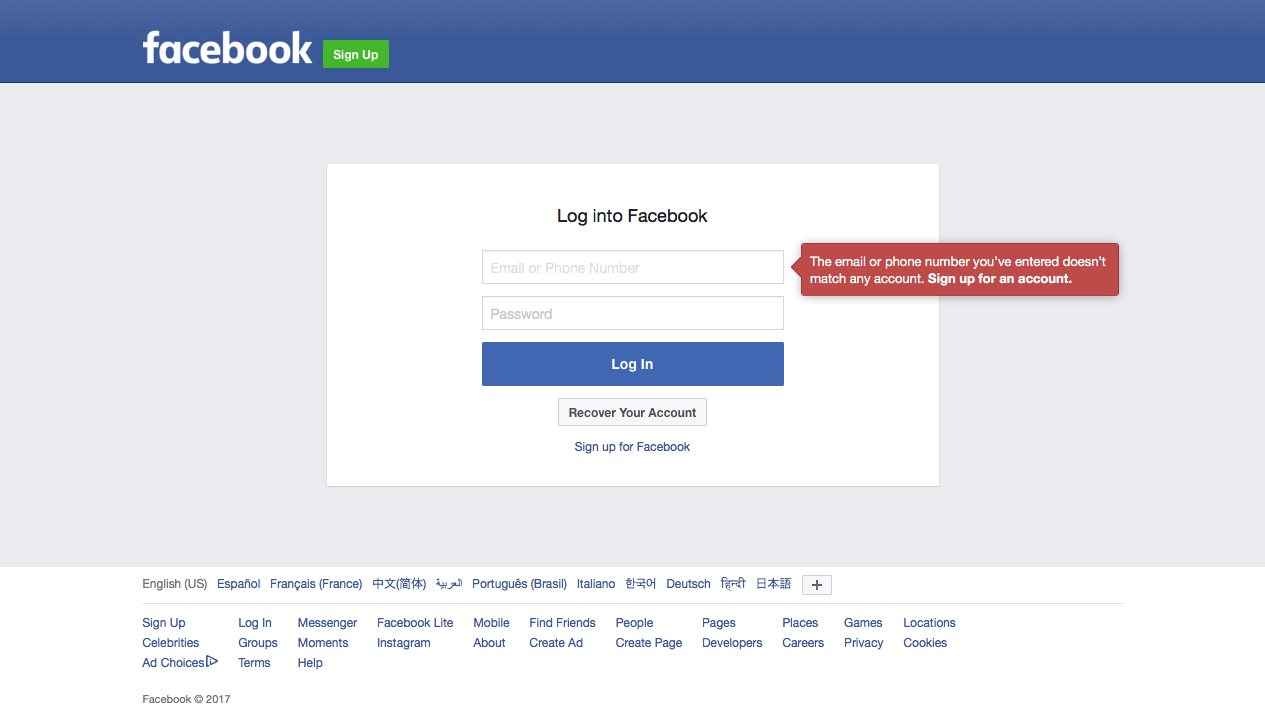 facebook Sign Up
Log into Facebook
Email or Phone Number
The email or phone number you’ve entered doesn’t
match any account. Sign up for an account.
Password
Log In
Recover Your Account
Sign up for Facebook
English (US) Español Français (France) 中文(简体) العربية Português (Brasil) Italiano 한국어 Deutsch हिन्दी 日本語 +
Sign Up Log In Messenger Facebook Lite Mobile Find Friends People Pages Places Games Locations
Celebrities Groups Moments Instagram About Create Ad Create Page Developers Careers Privacy Cookies
Ad Choices Terms Help
Facebook © 2017